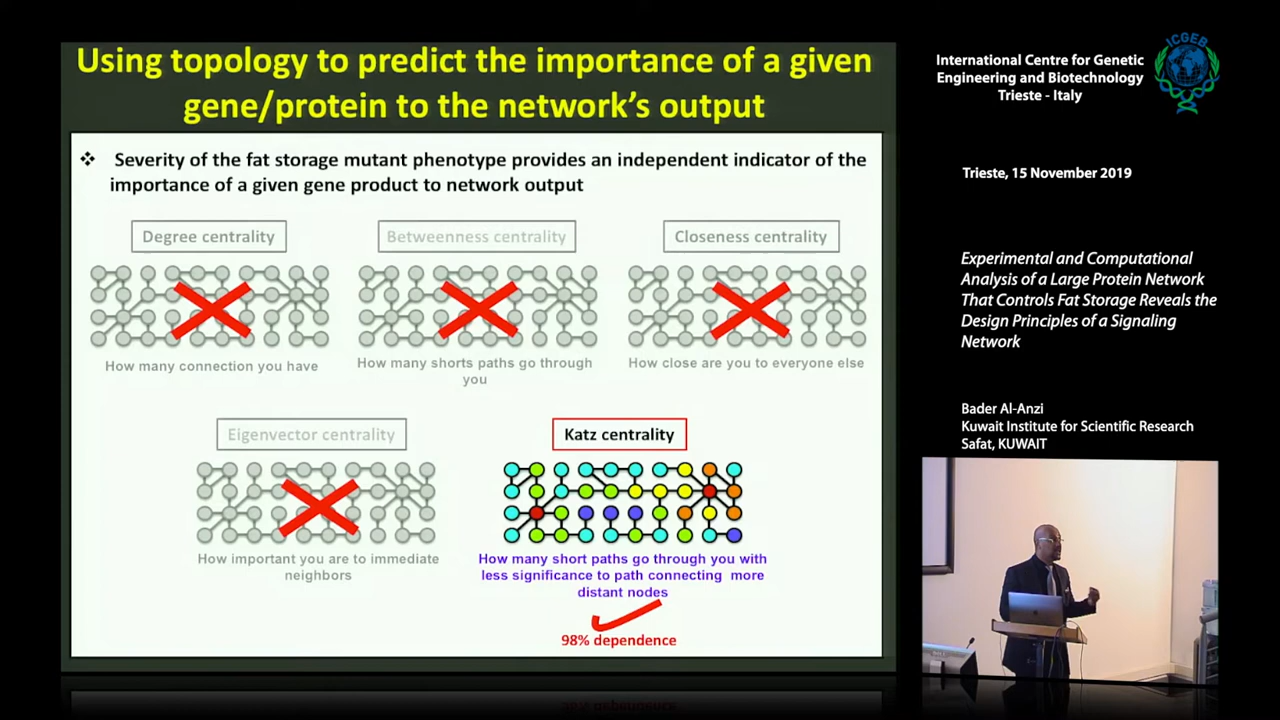 Using topology to predict the importance of a given
gene/protein to the network's output
❖ Severity of the fat storage mutant phenotype provides an independent indicator of the
importance of a given gene product to network output
Degree centrality
Betweenness centrality
Closeness centrality
How many connection you have
How many shorts paths go through
you
How close are you to everyone else
Eigenvector centrality
Katz centrality
How important you are to immediate
neighbors
How many short paths go through you with
less significance to path connecting more
distant nodes
98% dependence
ICGEB
International Centre for Genetic
Engineering and Biotechnology
Trieste - Italy
Trieste, 15 November 2019
Experimental and Computational
Analysis of a Large Protein Network
That Controls Fat Storage Reveals the
Design Principles of a Signaling
Network
Bader Al-Anzi
Kuwait Institute for Scientific Research
Safat, KUWAIT